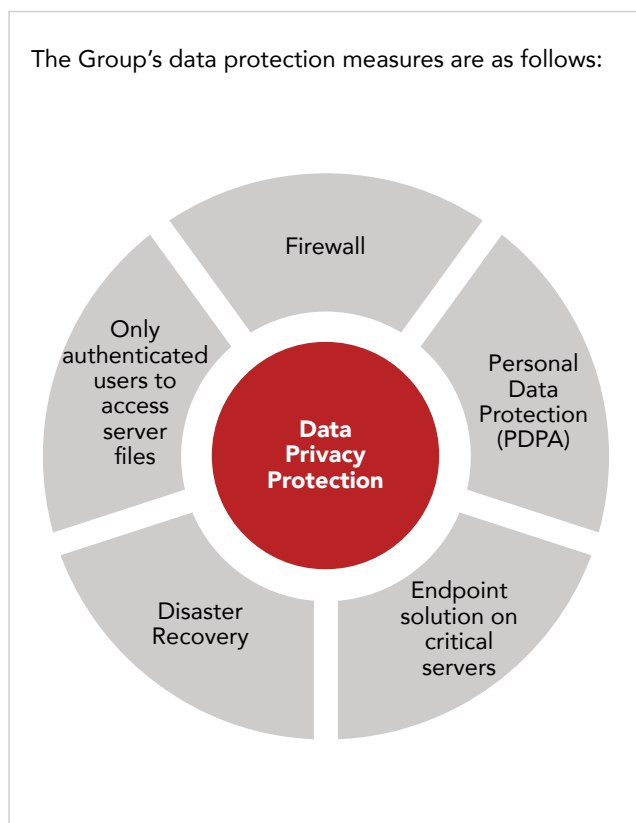 The Group’s data protection measures are as follows:
Firewall
Personal
Data
Protection
(PDPA)
Endpoint
solution on
critical
servers
Disaster
Recovery
Only
authenticated
users to
access
server
files
Data
Privacy
Protection